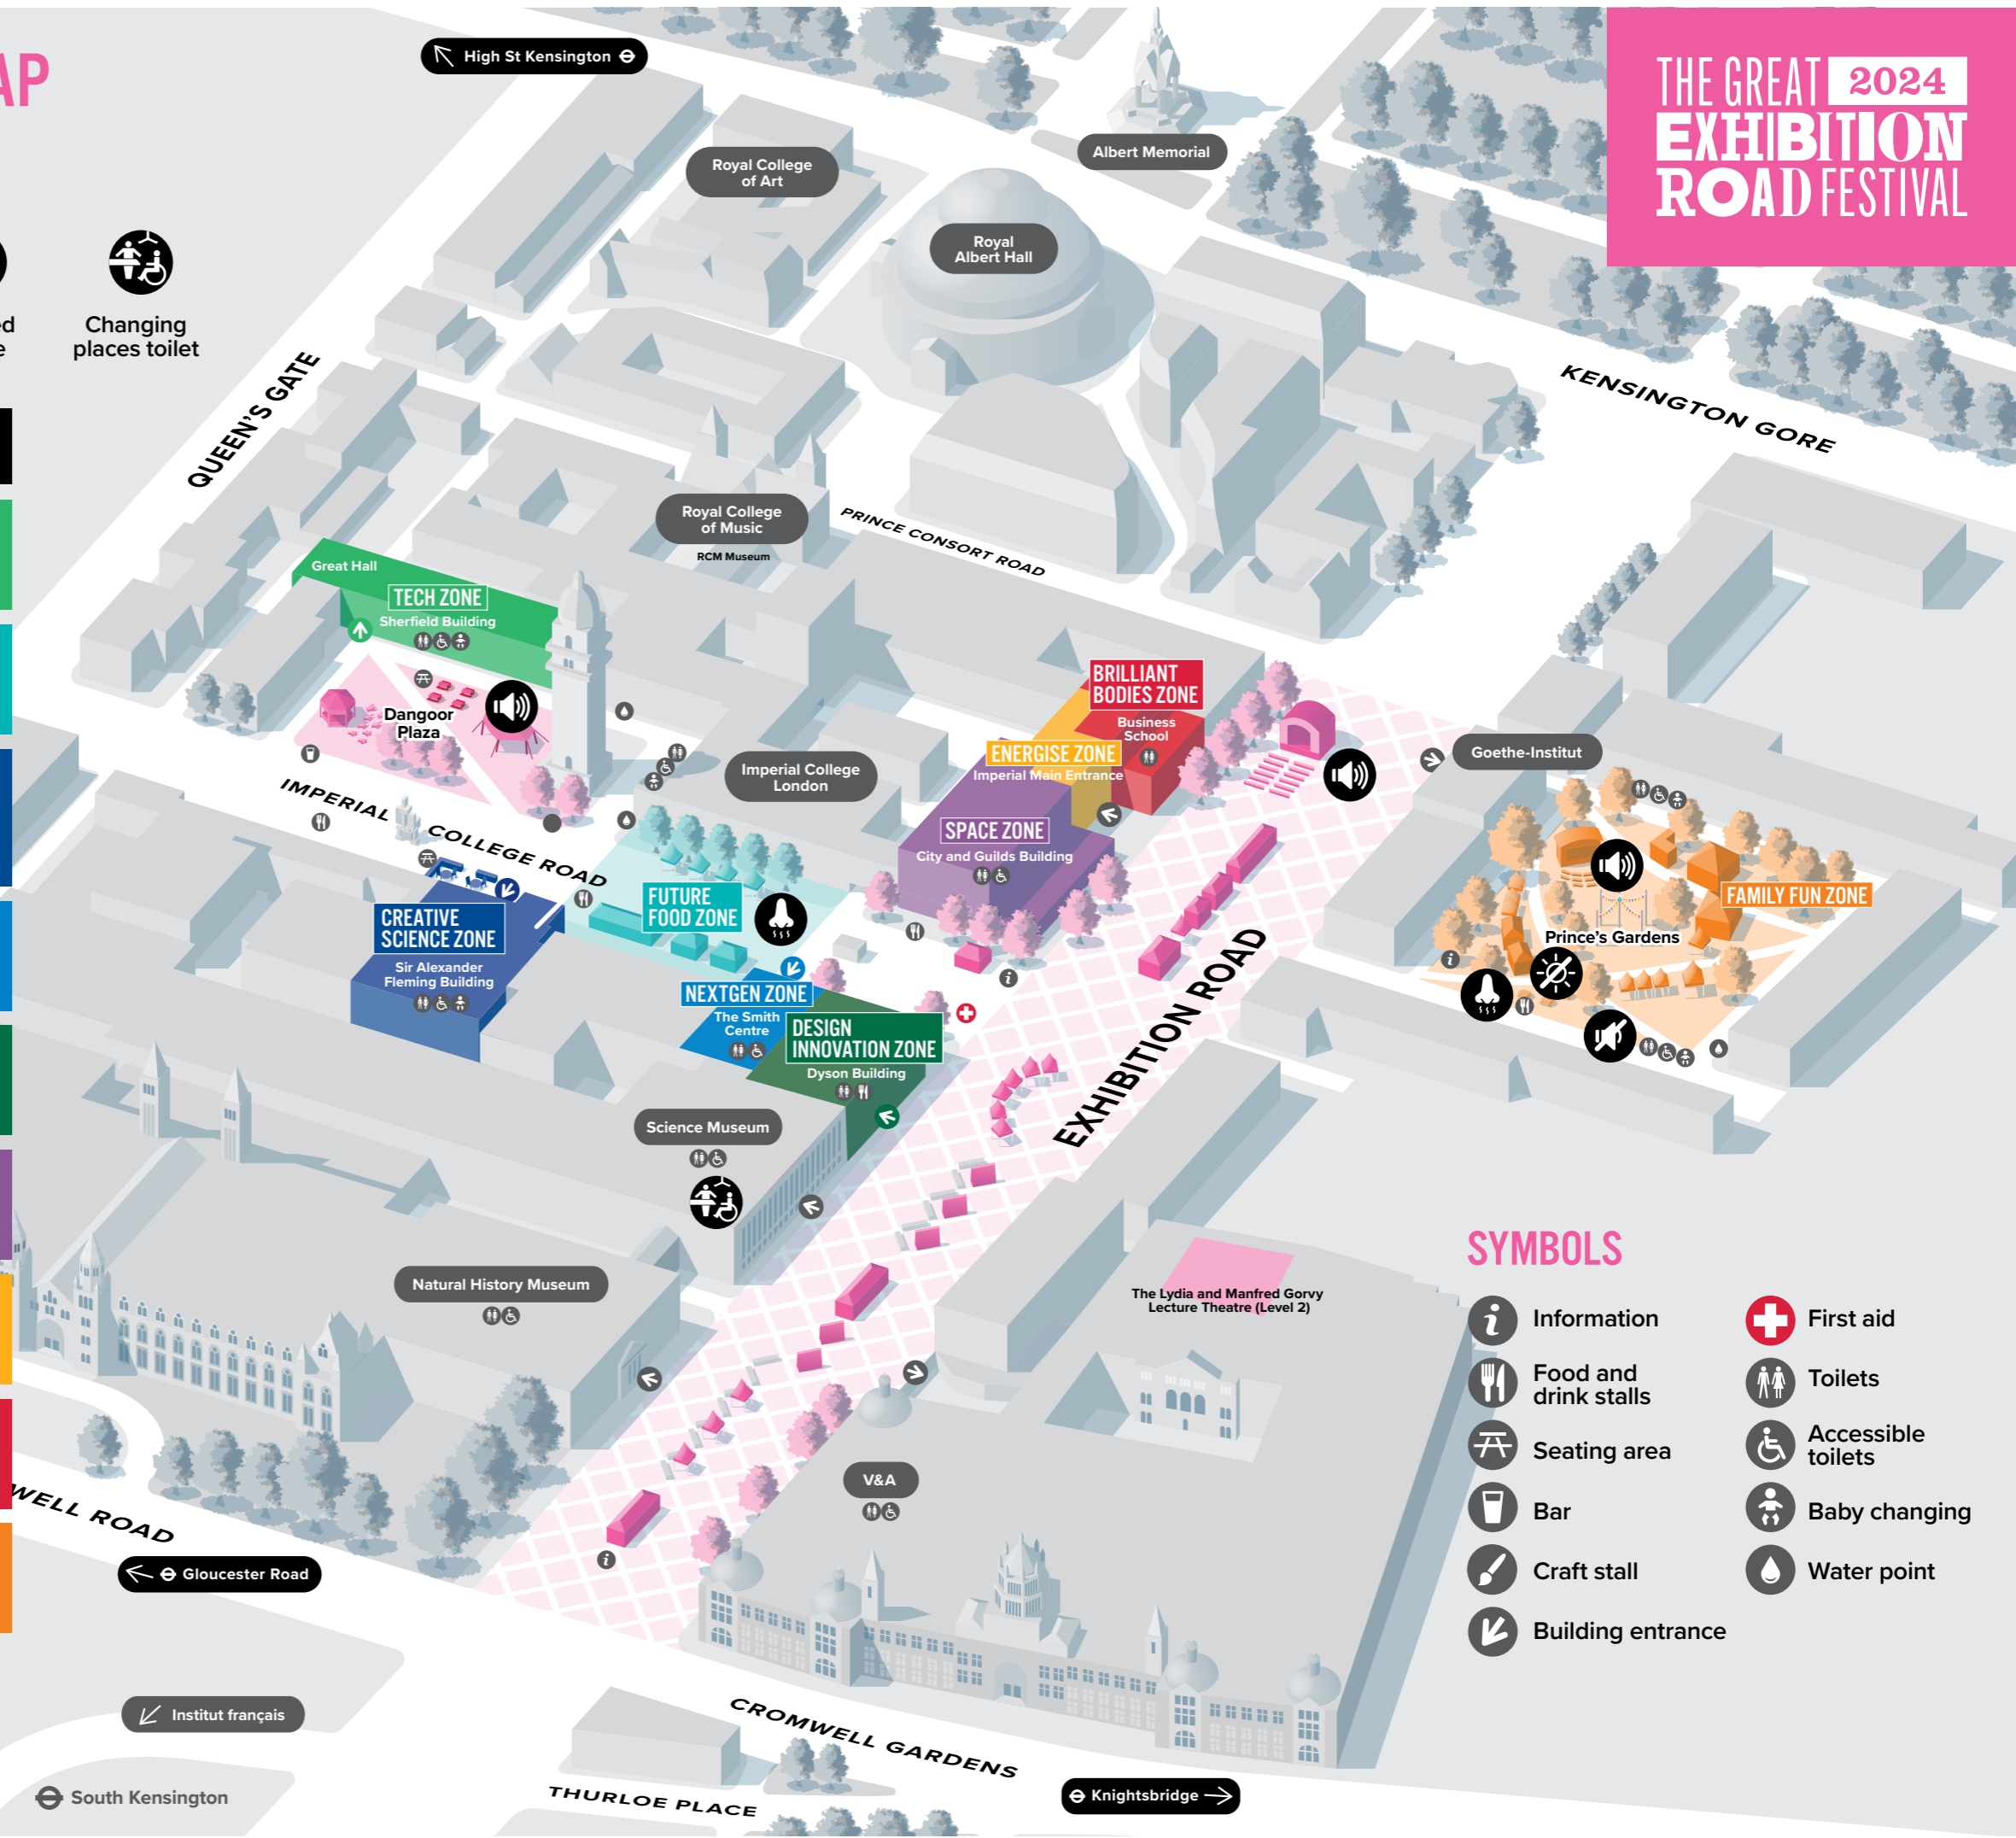 AP
High St Kensington
THE GREAT 2024
EXHIBITION
ROAD FESTIVAL
Albert Memorial
Royal College
of Art
Royal
Albert Hall
ed
e
Changing
places toilet
QUEEN'S GATE
KENSINGTON GORE
Royal College
of Music
RCM Museum
PRINCE CONSORT ROAD
Great Hall
TECH ZONE
Sherfield Building
Dangoor
Plaza
BRILLIANT
BODIES ZONE
Business
School
ENERGISE ZONE
Imperial Main Entrance
Goethe-Institut
Imperial College
London
IMPERIAL COLLEGE ROAD
SPACE ZONE
City and Guilds Building
FUTURE
FOOD ZONE
FAMILY FUN ZONE
Prince's Gardens
CREATIVE
SCIENCE ZONE
Sir Alexander
Fleming Building
NEXTGEN ZONE
The Smith
Centre
DESIGN
INNOVATION ZONE
Dyson Building
EXHIBITION ROAD
Science Museum
Natural History Museum
The Lydia and Manfred Gorvy
Lecture Theatre (Level 2)
V&A
SYMBOLS
Information
Food and
drink stalls
Seating area
Bar
Craft stall
Building entrance
First aid
Toilets
Accessible
toilets
Baby changing
Water point
WELL ROAD
Gloucester Road
Institut français
South Kensington
CROMWELL GARDENS
THURLOE PLACE
Knightsbridge